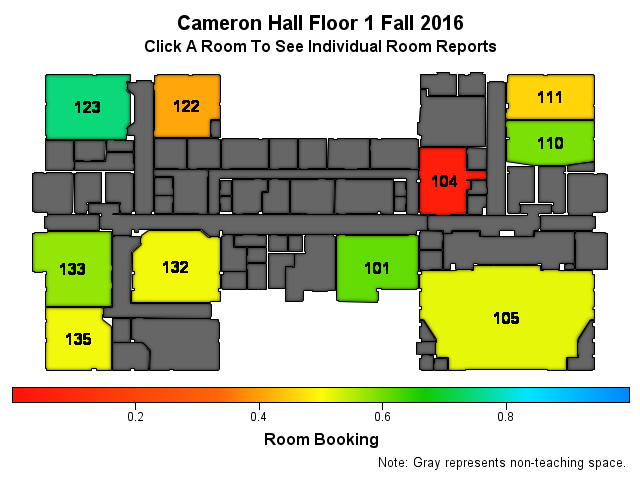 Cameron Hall Floor 1 Fall 2016
Click A Room To See Individual Room Reports
123
122
111
110
104
133
132
101
105
135
0.2 0.4 0.6 0.8
Room Booking
Note: Gray represents non-teaching space.